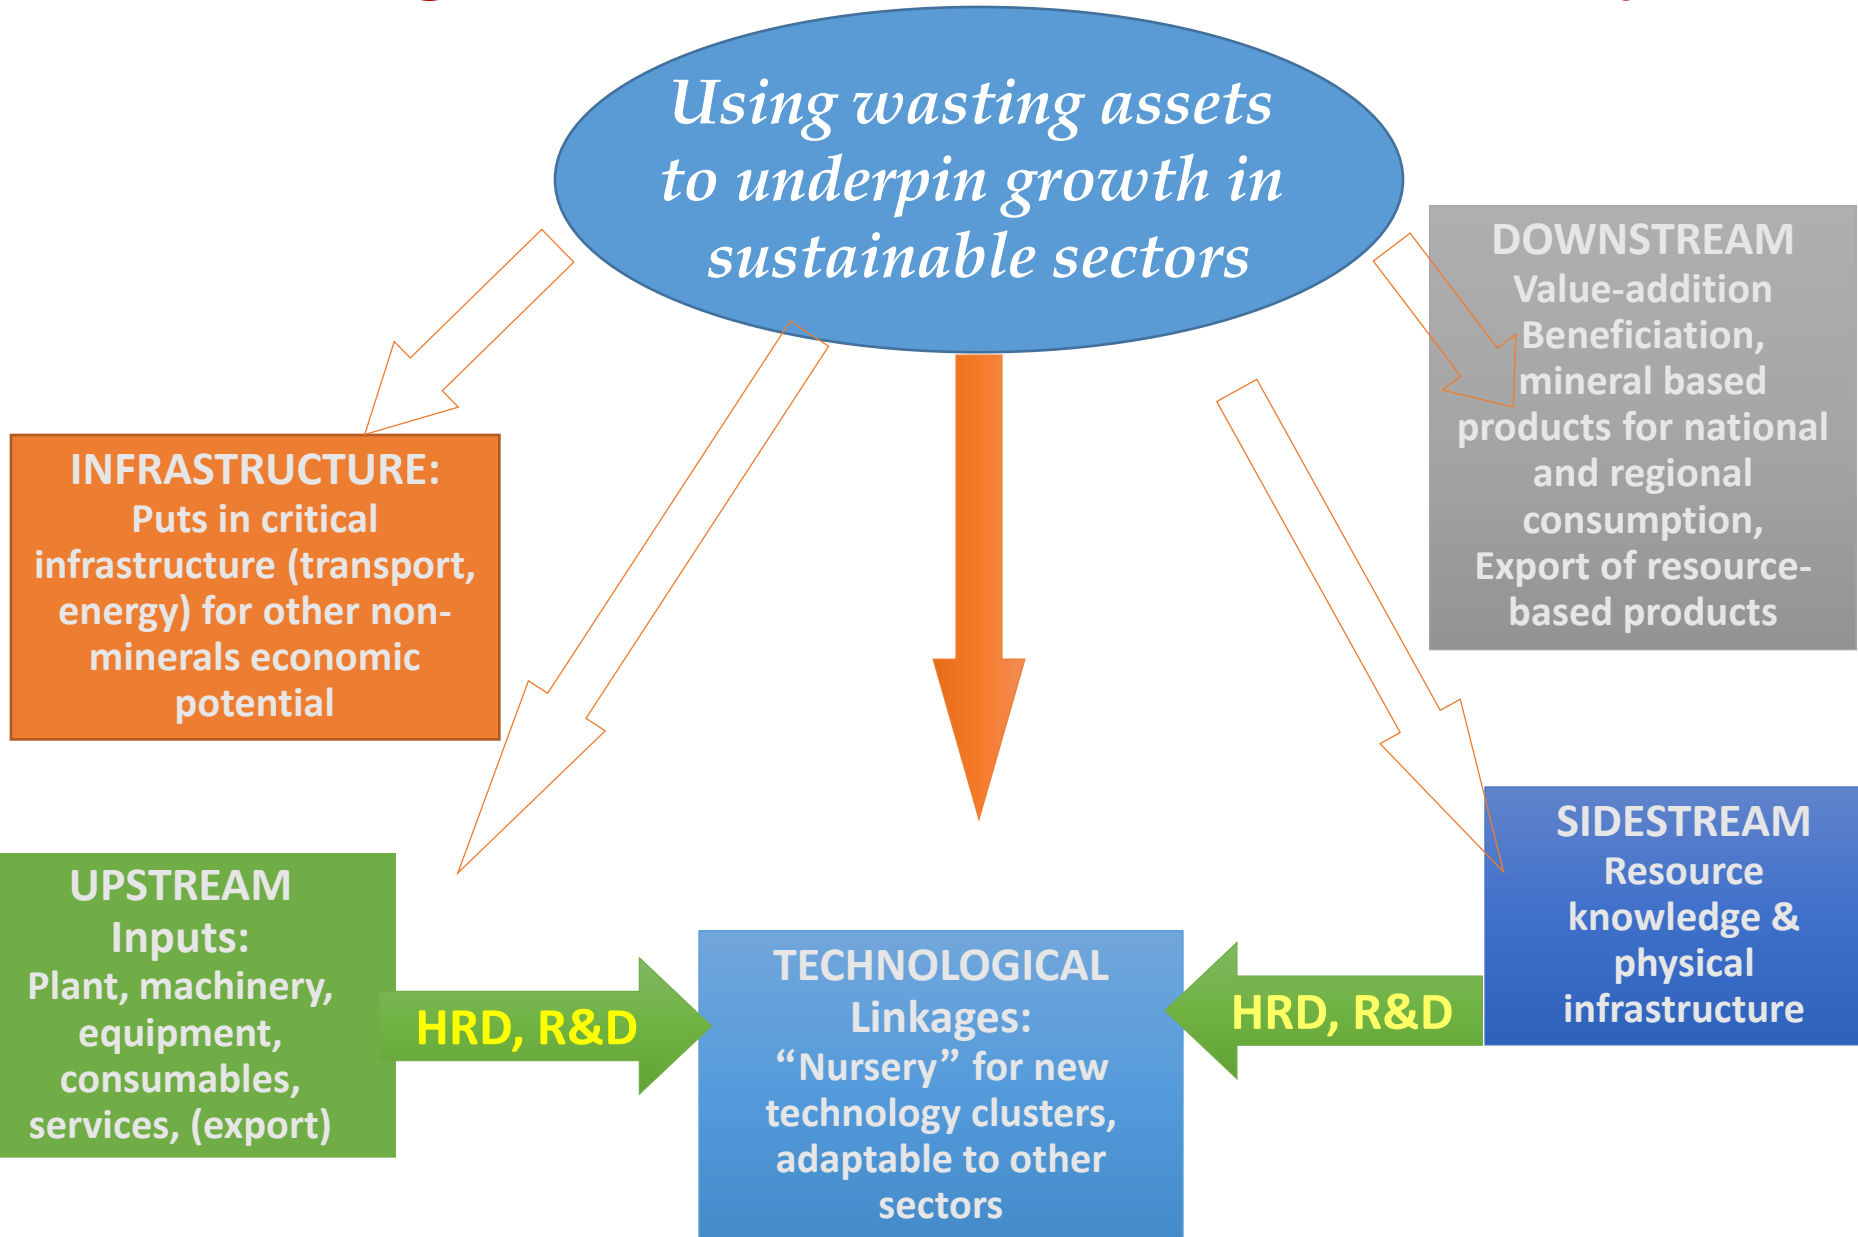 Using wasting assets
to underpin growth in
sustainable sectors
DOWNSTREAM
Value-addition
Beneficiation,
mineral based
products for national
and regional
consumption,
Export of resource-
based products
INFRASTRUCTURE:
Puts in critical
infrastructure (transport,
energy) for other non-
minerals economic
potential
SIDESTREAM
Resource
knowledge &
physical
infrastructure
UPSTREAM
Inputs:
Plant, machinery,
equipment,
consumables,
services, (export)
HRD, R&D
TECHNOLOGICAL
Linkages:
“Nursery” for new
technology clusters,
adaptable to other
sectors
HRD, R&D